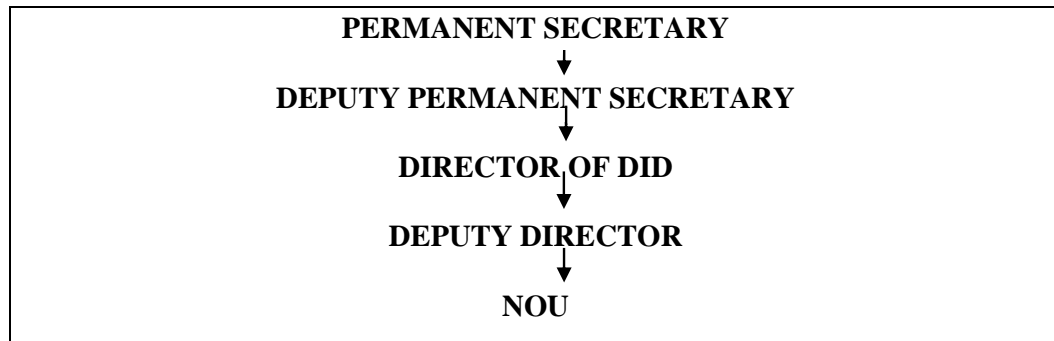 PERMANENT SECRETARY
DEPUTY PERMANENT SECRETARY
DIRECTOR OF DID
DEPUTY DIRECTOR
NOU